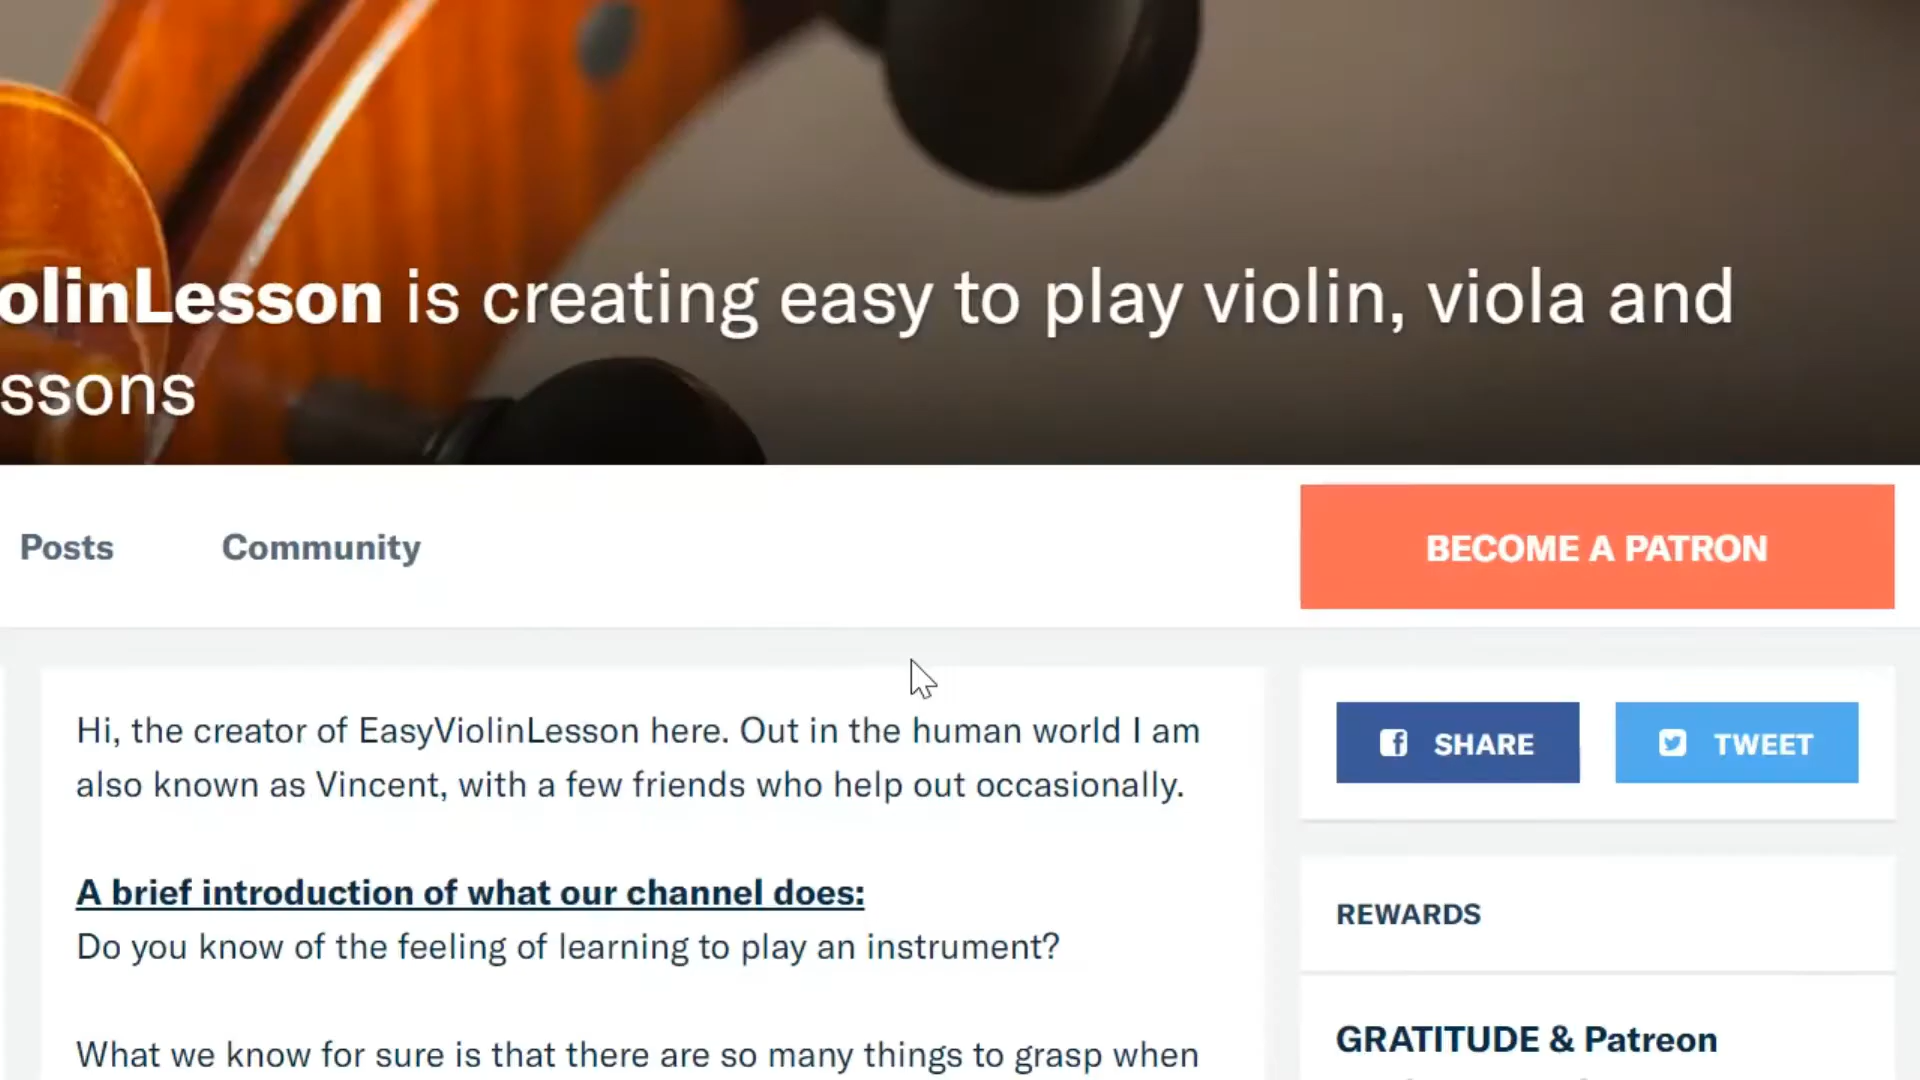 olinLesson is creating easy to play violin, viola and
ssons
Posts
Community
BECOME A PATRON
Hi, the creator of EasyViolinLesson here. Out in the human world I am
also known as Vincent, with a few friends who help out occasionally.
A brief introduction of what our channel does:
Do you know of the feeling of learning to play an instrument?
What we know for sure is that there are so many things to grasp when
SHARE
TWEET
REWARDS
GRATITUDE & Patreon